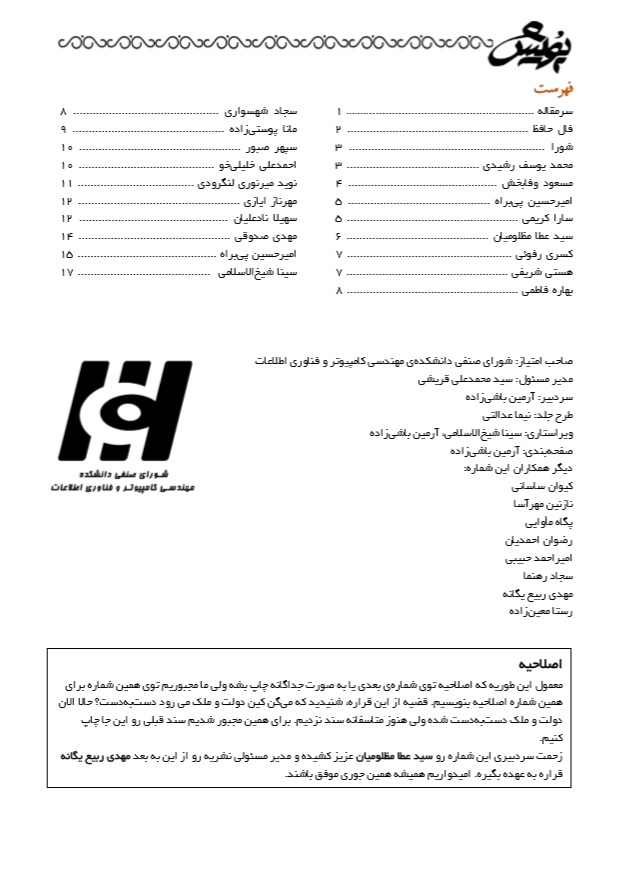 پویش
فهرست
سرمقاله ۱
فال حافظ ۲
شورا ۳
محمد یوسف رشیدی ۳
مسعود وفابخش ۴
امیرحسین پی‌براه ۵
سارا کریمی ۵
سید عطا مظلومیان ۶
کسری رفوئی ۷
هستی شریفی ۷
بهاره فاطمی ۸
سجاد شهسواری ۸
مانا پوستی‌زاده ۹
سپهر صبور ۱۰
احمدعلی خلیلی‌خو ۱۰
نوید میرنوری لنگرودی ۱۱
مهرناز ایازی ۱۲
سهیلا نادعلیان ۱۲
مهدی صدوقی ۱۴
امیرحسین پی‌براه ۱۵
سینا شیخ‌الاسلامی ۱۷
صاحب امتیاز: شورای صنفی دانشکده‌ی مهندسی کامپیوتر و فناوری اطلاعات
مدیر مسئول: سید محمدعلی قریشی
سردبیر: آرمین باشی‌زاده
طرح جلد: نیما عدالتی
ویراستاری: سینا شیخ‌الاسلامی، آرمین باشی‌زاده
صفحه‌بندی: آرمین باشی‌زاده
دیگر همکاران این شماره:
کیوان ساسانی
نازنین مهرآسا
پگاه مأوایی
رضوان احمدیان
امیراحمد حبیبی
سجاد رهنما
مهدی ربیع یگانه
رستا معین‌زاده
شورای صنفی دانشکده
مهندسی کامپیوتر و فناوری اطلاعات
اصلاحیه
معمول این طوریه که اصلاحیه توی شماره‌ی بعدی یا به صورت جداگانه چاپ بشه ولی ما مجبوریم توی همین شماره برای
همین شماره اصلاحیه بنویسیم. قضیه از این قراره، شنیدید که می‌گن کین دولت و ملک می رود دست‌به‌دست؟ حالا الان
دولت و ملک دست‌به‌دست شده ولی هنوز متاسفانه سند نزدیم. برای همین مجبور شدیم سند قبلی رو این جا چاپ
کنیم.
زحمت سردبیری این شماره رو سید عطا مظلومیان عزیز کشیده و مدیر مسئولی نشریه رو از این به بعد مهدی ربیع یگانه
قراره به عهده بگیره. امیدواریم همیشه همین جوری موفق باشند.